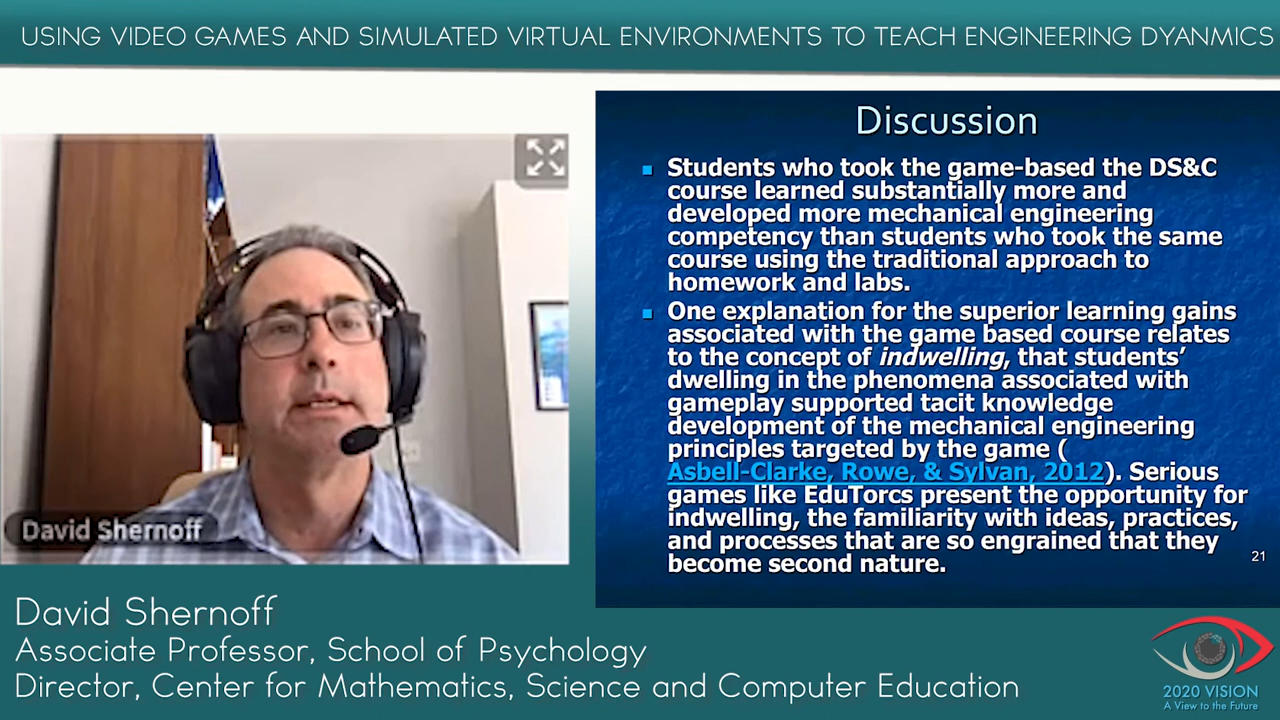 USING VIDEO GAMES AND SIMULATED VIRTUAL ENVIRONMENTS TO TEACH ENGINEERING DYANMICS
Discussion
Students who took the game-based the DS&C
course learned substantially more and
developed more mechanical engineering
competency than students who took the same
course using the traditional approach to
homework and labs.
One explanation for the superior learning gains
associated with the game based course relates
to the concept of indwelling, that students’
dwelling in the phenomena associated with
gameplay supported tacit knowledge
development of the mechanical engineering
principles targeted by the game (
Asbell-Clarke, Rowe, & Sylvan, 2012). Serious
games like EduTorcs present the opportunity for
indwelling, the familiarity with ideas, practices,
and processes that are so engrained that they
become second nature.
21
David Shernoff
David Shernoff
Associate Professor, School of Psychology
Director, Center for Mathematics, Science and Computer Education
2020 VISION
A View to the Future